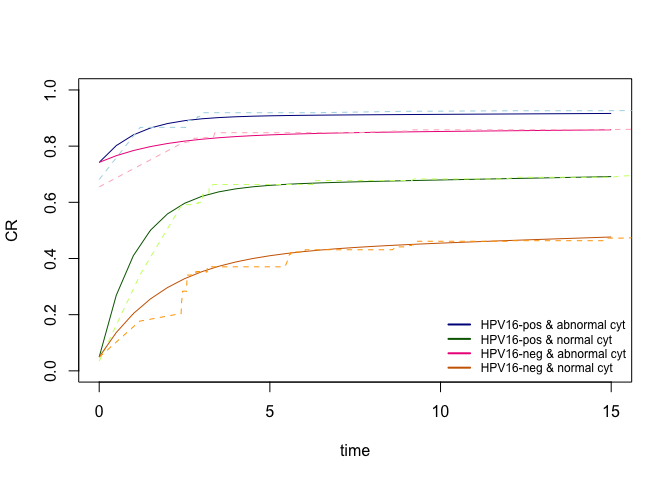 1.0
0.8
0.6
0.4
0.2
0.0
CR
HPV16-pos & abnormal cyt
HPV16-pos & normal cyt
HPV16-neg & abnormal cyt
HPV16-neg & normal cyt
0 5 10 15
time